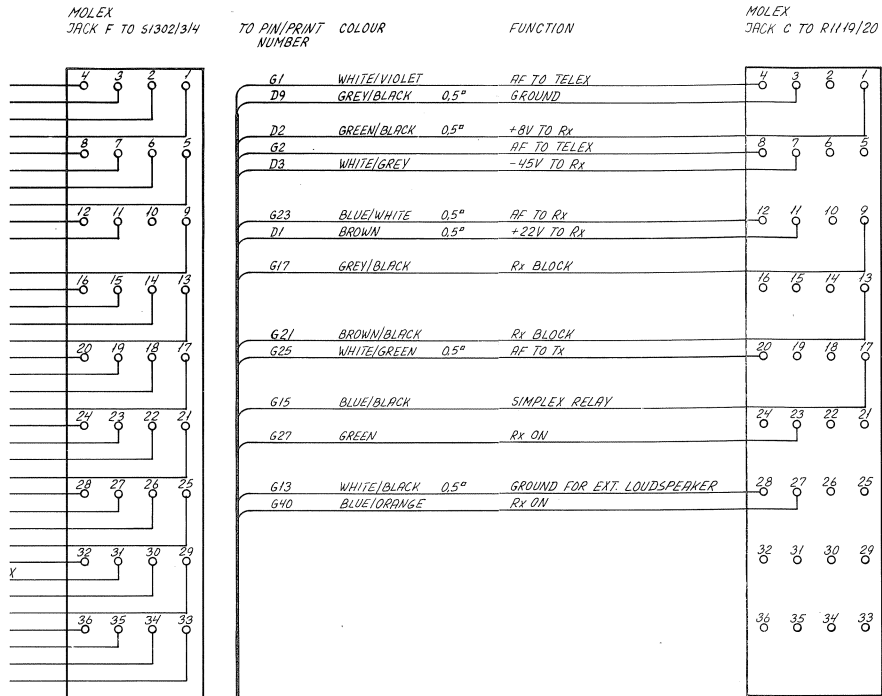 MOLEX
JACK F TO S1302/3/4
TO PIN/PRINT NUMBER COLOUR FUNCTION
MOLEX
JACK C TO R1119/20
4 3 2 1
G1 WHITE/VIOLET AF TO TELEX
4 3 2 1
D9 GREY/BLACK 0,5▫ GROUND
D2 GREEN/BLACK 0,5▫ +8V TO Rx
8 7 6 5
G2 AF TO TELEX
8 7 6 5
D3 WHITE/GREY -45V TO Rx
12 11 10 9
G23 BLUE/WHITE 0,5▫ AF TO Rx
12 11 10 9
D1 BROWN 0,5▫ +22V TO Rx
G17 GREY/BLACK Rx BLOCK
16 15 14 13
16 15 14 13
G21 BROWN/BLACK Rx BLOCK
20 19 18 17
G25 WHITE/GREEN 0.5▫ AF TO TX
20 19 18 17
G15 BLUE/BLACK SIMPLEX RELAY
24 23 22 21
24 23 22 21
G27 GREEN RX ON
28 27 26 25
G13 WHITE/BLACK 0,5▫ GROUND FOR EXT. LOUDSPEAKER
28 27 26 25
G40 BLUE/ORANGE Rx ON
32 31 30 29
32 31 30 29
X
36 35 34 33
36 35 34 33